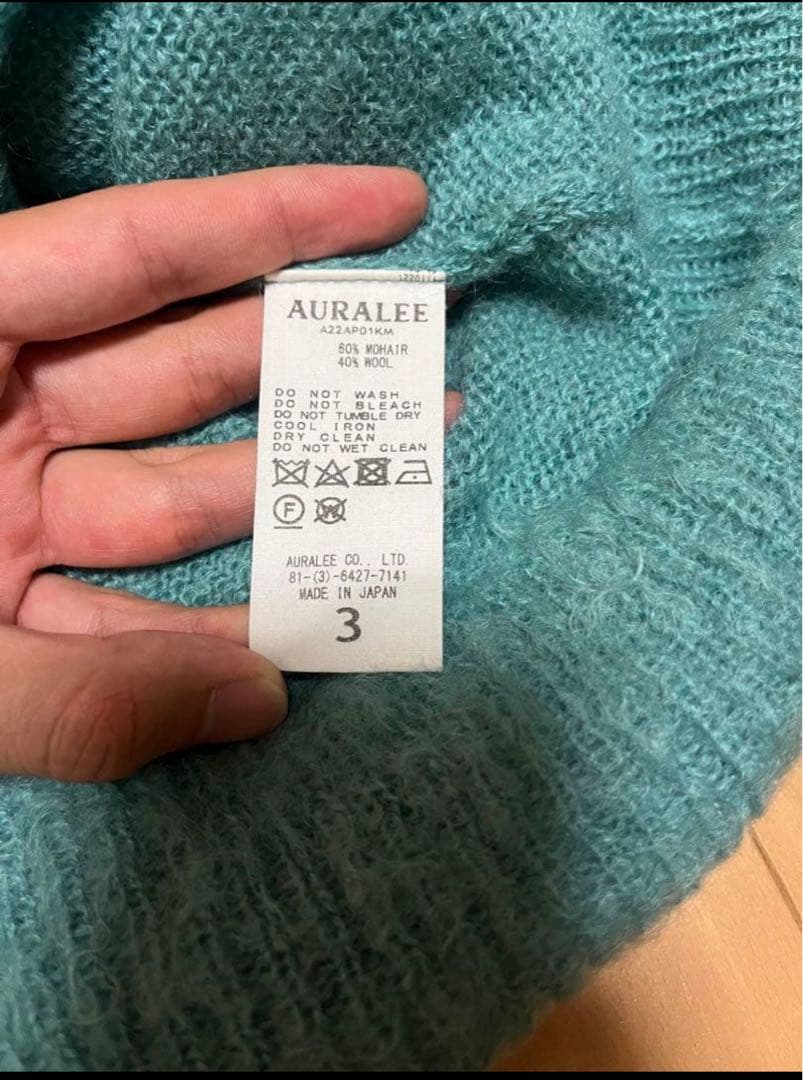 AURALEE
A22AP01KM
60% MOHAIR
40% WOOL
DO NOT WASH
DO NOT BLEACH
DO NOT TUMBLE DRY
COOL IRON
DRY CLEAN
DO NOT WET CLEAN
F W
AURALEE CO., LTD.
81-(3)-6427-7141
MADE IN JAPAN
3